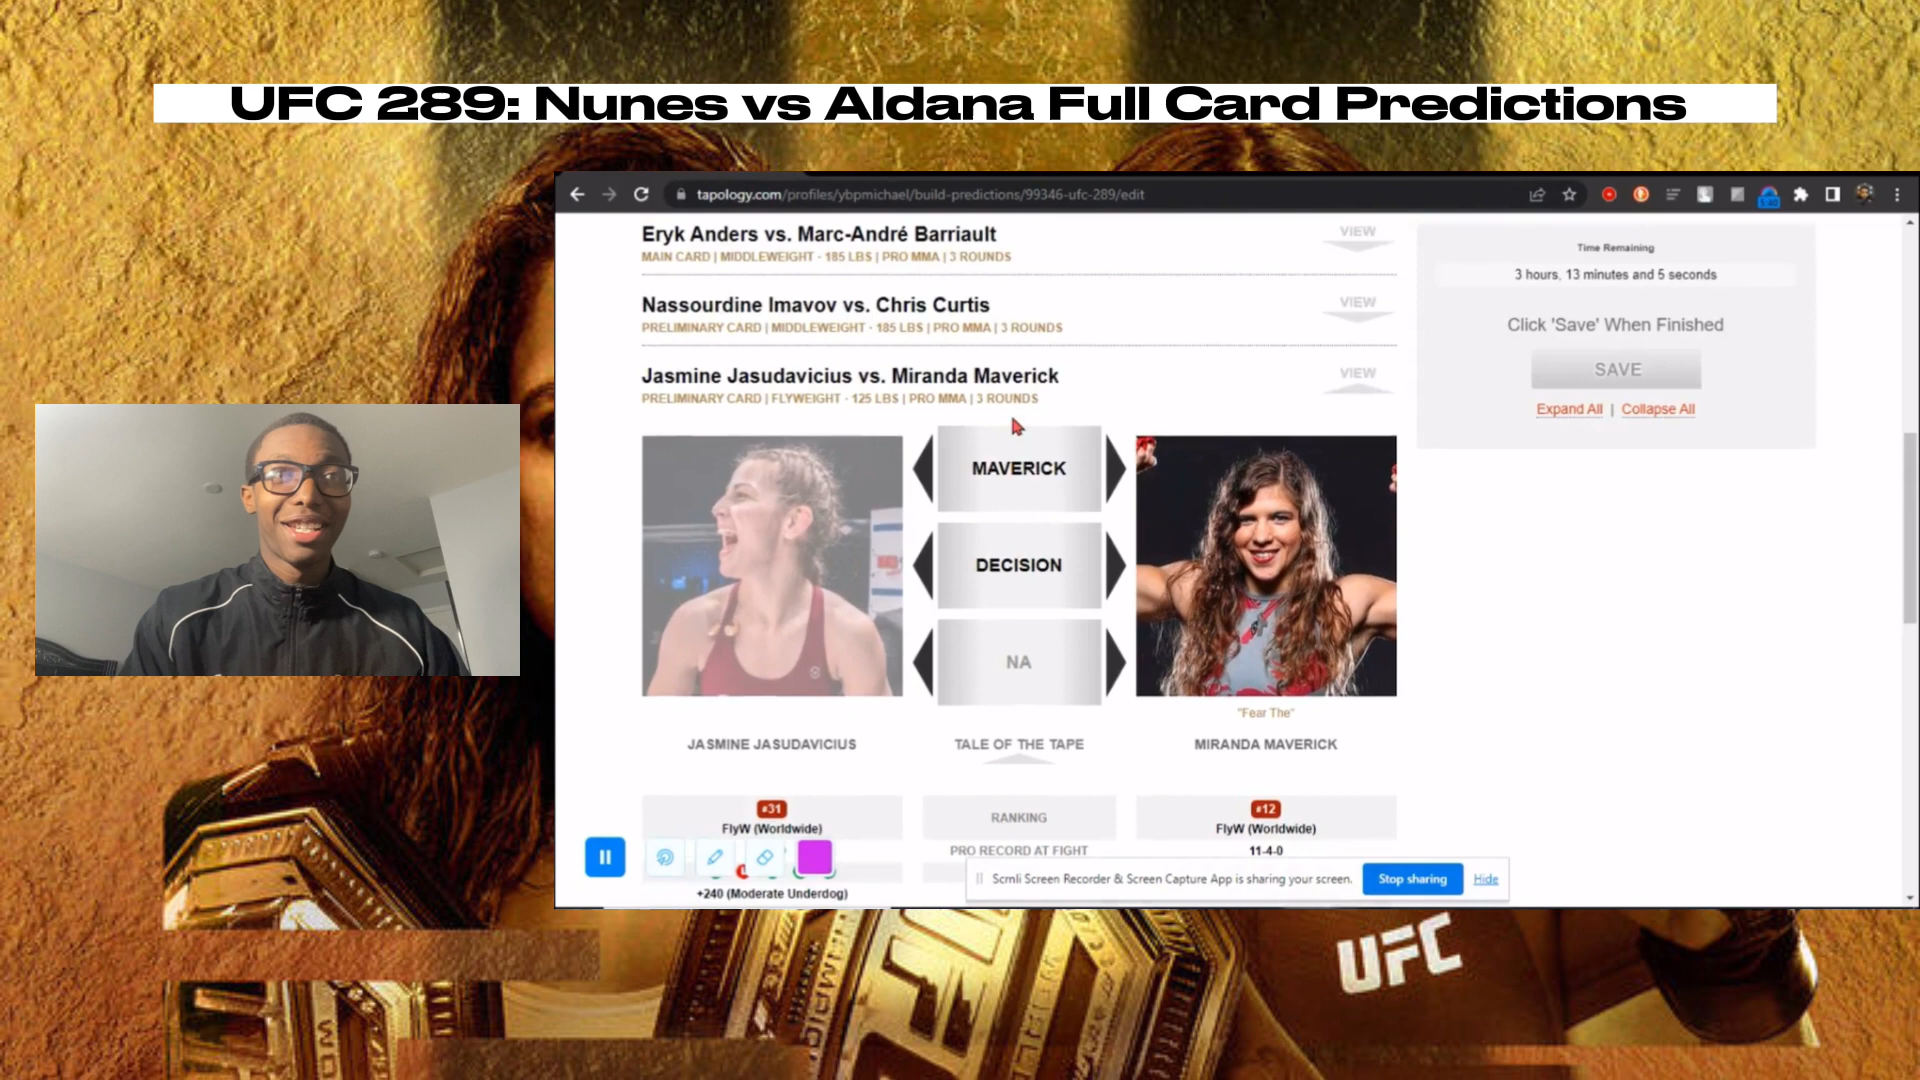 UFC 289: Nunes vs Aldana Full Card Predictions
tapology.com/profiles/ybpmichael/build-predictions/99346-ufc-289/edit
Eryk Anders vs. Marc-André Barriault
VIEW
MAIN CARD | MIDDLEWEIGHT - 185 LBS | PRO MMA | 3 ROUNDS
Nassourdine Imavov vs. Chris Curtis
VIEW
PRELIMINARY CARD | MIDDLEWEIGHT - 185 LBS | PRO MMA | 3 ROUNDS
Jasmine Jasudavicius vs. Miranda Maverick
VIEW
PRELIMINARY CARD | FLYWEIGHT - 125 LBS | PRO MMA | 3 ROUNDS
Time Remaining
3 hours, 13 minutes and 5 seconds
Click 'Save' When Finished
SAVE
Expand All | Collapse All
MAVERICK
DECISION
NA
"Fear The"
JASMINE JASUDAVICIUS
TALE OF THE TAPE
MIRANDA MAVERICK
#31
FlyW (Worldwide)
RANKING
#12
FlyW (Worldwide)
PRO RECORD AT FIGHT
11-4-0
+240 (Moderate Underdog)
Scrnli Screen Recorder & Screen Capture App is sharing your screen.
Stop sharing
Hide
UFC